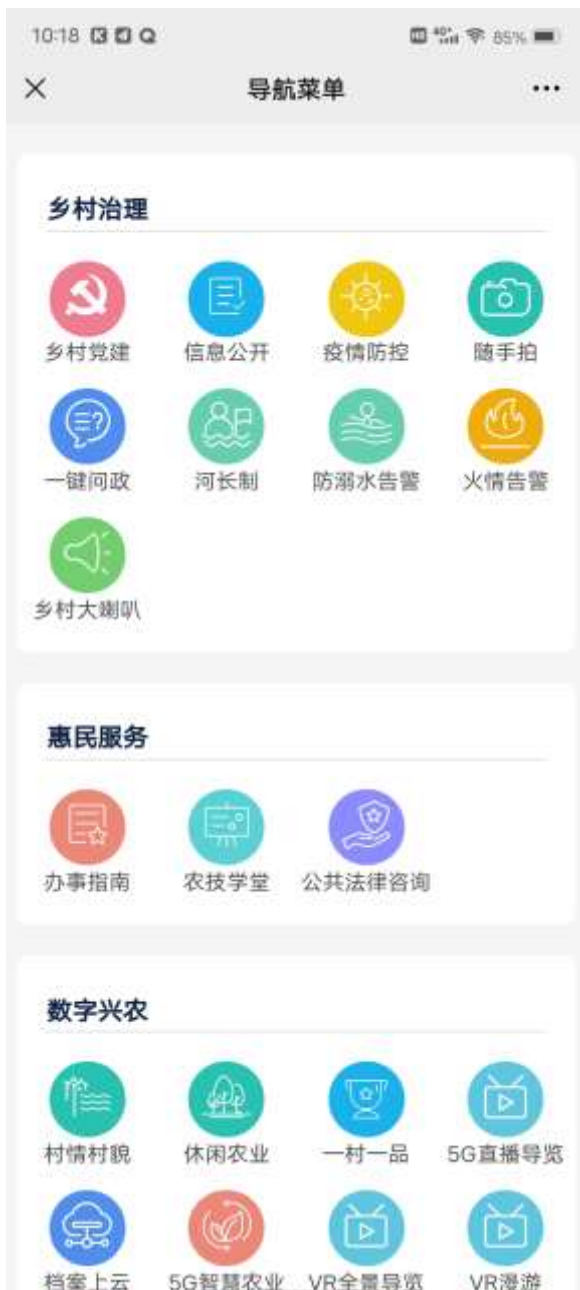 10:18 85%
导航菜单
乡村治理
乡村党建 信息公开 疫情防控 随手拍
一键问政 河长制 防溺水告警 火情告警
乡村大喇叭
惠民服务
办事指南 农技学堂 公共法律咨询
数字兴农
村情村貌 休闲农业 一村一品 5G直播导览
档案上云 5G智慧农业 VR全景导览 VR漫游